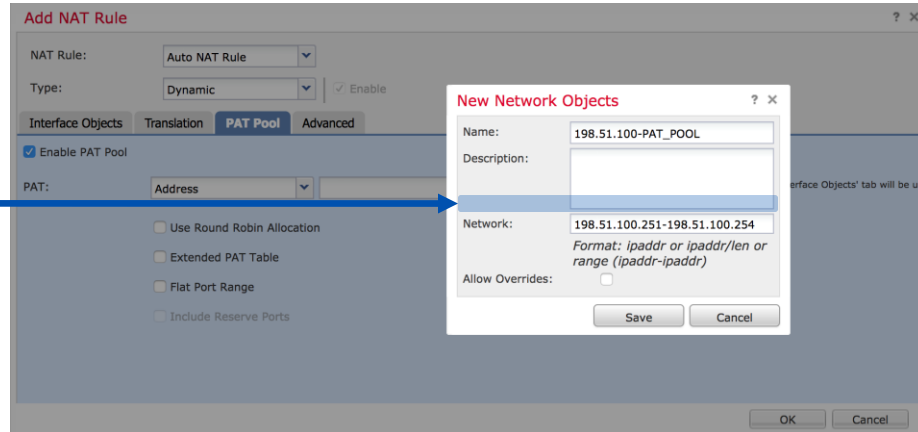 Add NAT Rule ? ×
NAT Rule: Auto NAT Rule
Type: Dynamic Enable
Interface Objects Translation PAT Pool Advanced
Enable PAT Pool
PAT: Address
erface Objects' tab will be u
Use Round Robin Allocation
Extended PAT Table
Flat Port Range
Include Reserve Ports
New Network Objects ? ×
Name: 198.51.100-PAT_POOL
Description:
Network: 198.51.100.251-198.51.100.254
Format: ipaddr or ipaddr/len or
range (ipaddr-ipaddr)
Allow Overrides:
Save Cancel
OK Cancel